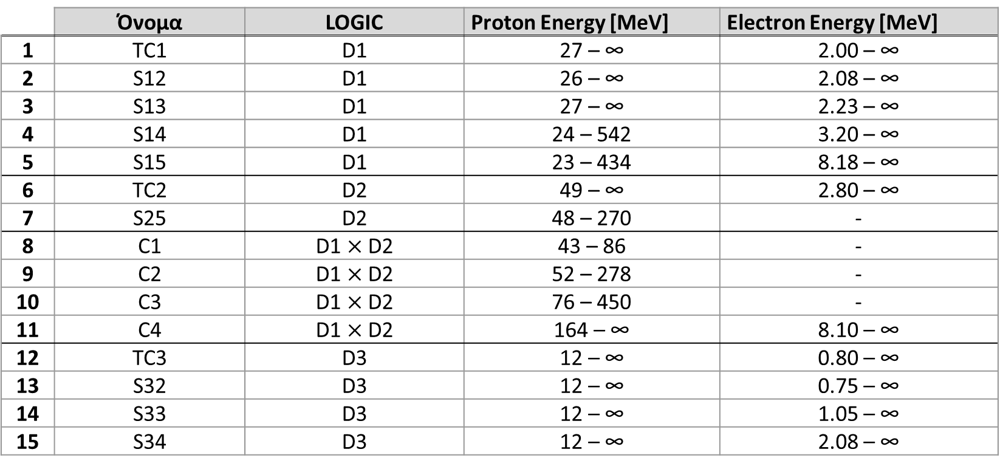 Όνομα LOGIC Proton Energy [MeV] Electron Energy [MeV]
1 TC1 D1 27 – ∞ 2.00 – ∞
2 S12 D1 26 – ∞ 2.08 – ∞
3 S13 D1 27 – ∞ 2.23 – ∞
4 S14 D1 24 – 542 3.20 – ∞
5 S15 D1 23 – 434 8.18 – ∞
6 TC2 D2 49 – ∞ 2.80 – ∞
7 S25 D2 48 – 270 -
8 C1 D1 × D2 43 – 86 -
9 C2 D1 × D2 52 – 278 -
10 C3 D1 × D2 76 – 450 -
11 C4 D1 × D2 164 – ∞ 8.10 – ∞
12 TC3 D3 12 – ∞ 0.80 – ∞
13 S32 D3 12 – ∞ 0.75 – ∞
14 S33 D3 12 – ∞ 1.05 – ∞
15 S34 D3 12 – ∞ 2.08 – ∞